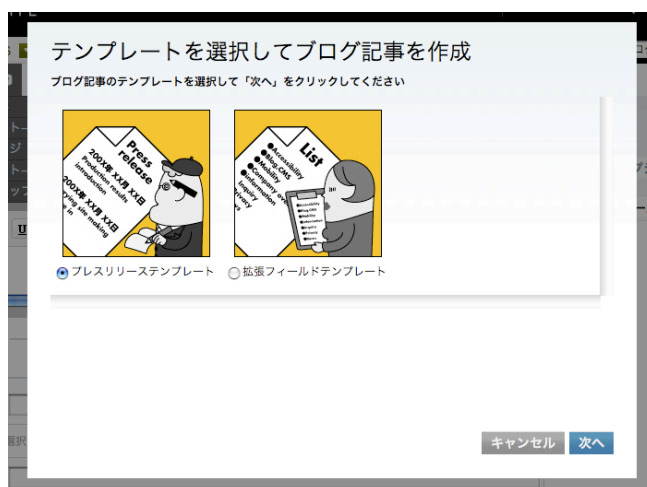 テンプレートを選択してブログ記事を作成
ブログ記事のテンプレートを選択して「次へ」をクリックしてください
Press
release
200X年 XX月 XX日
Production results
introduction
200X年 XX月 XX日
site making
List
●Accessibility
●Blog,CMS
●Mobility
●Company
●Information
Inquiry
プレスリリーステンプレート
拡張フィールドテンプレート
U
選択
キャンセル
次へ